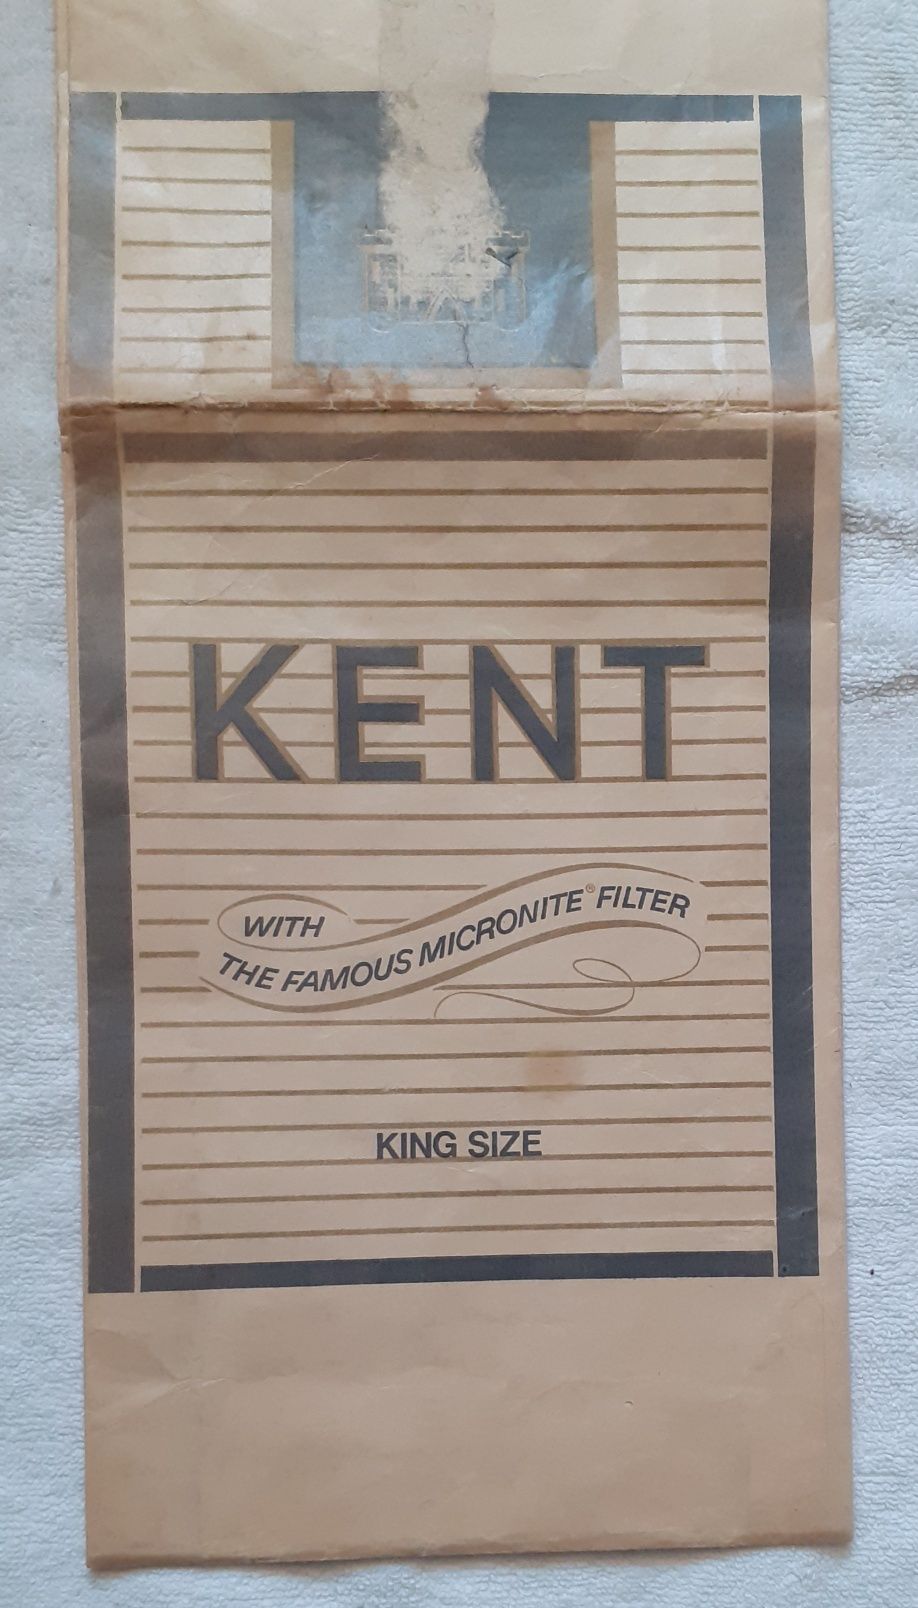 KENT
WITH
THE FAMOUS MICRONITE® FILTER
KING SIZE